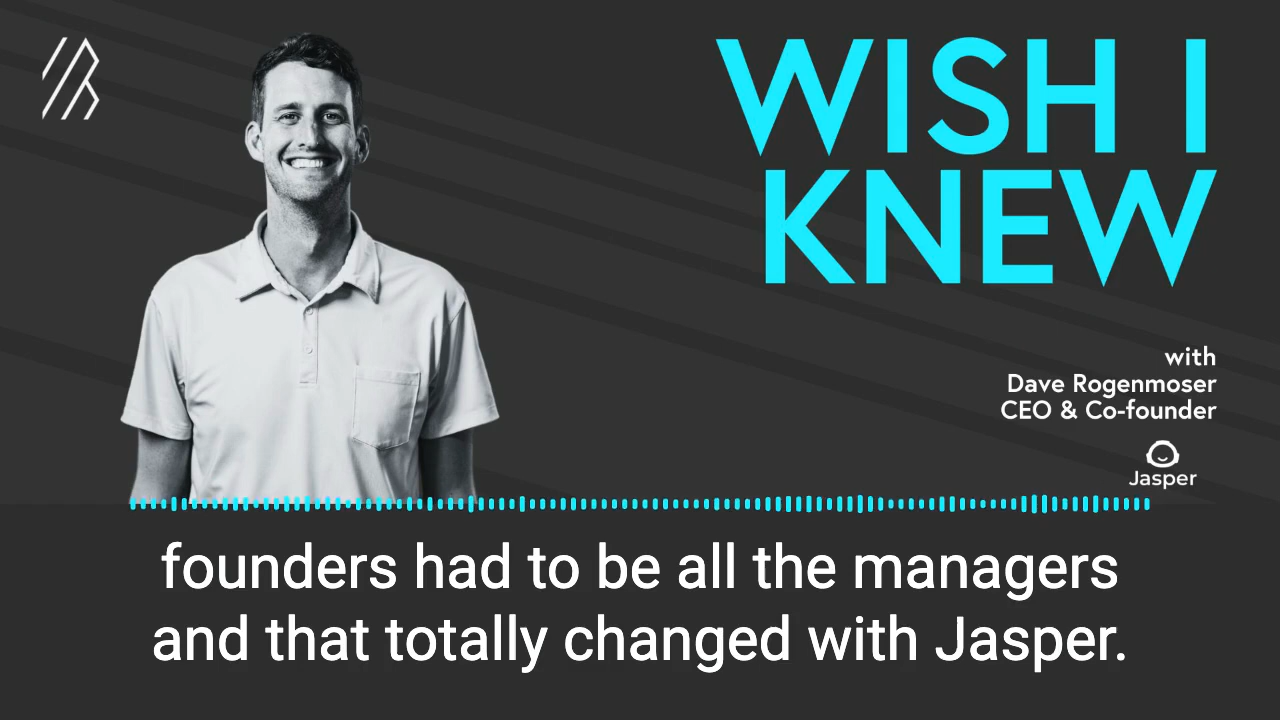 WISH I
KNEW
with
Dave Rogenmoser
CEO & Co-founder
Jasper
founders had to be all the managers
and that totally changed with Jasper.